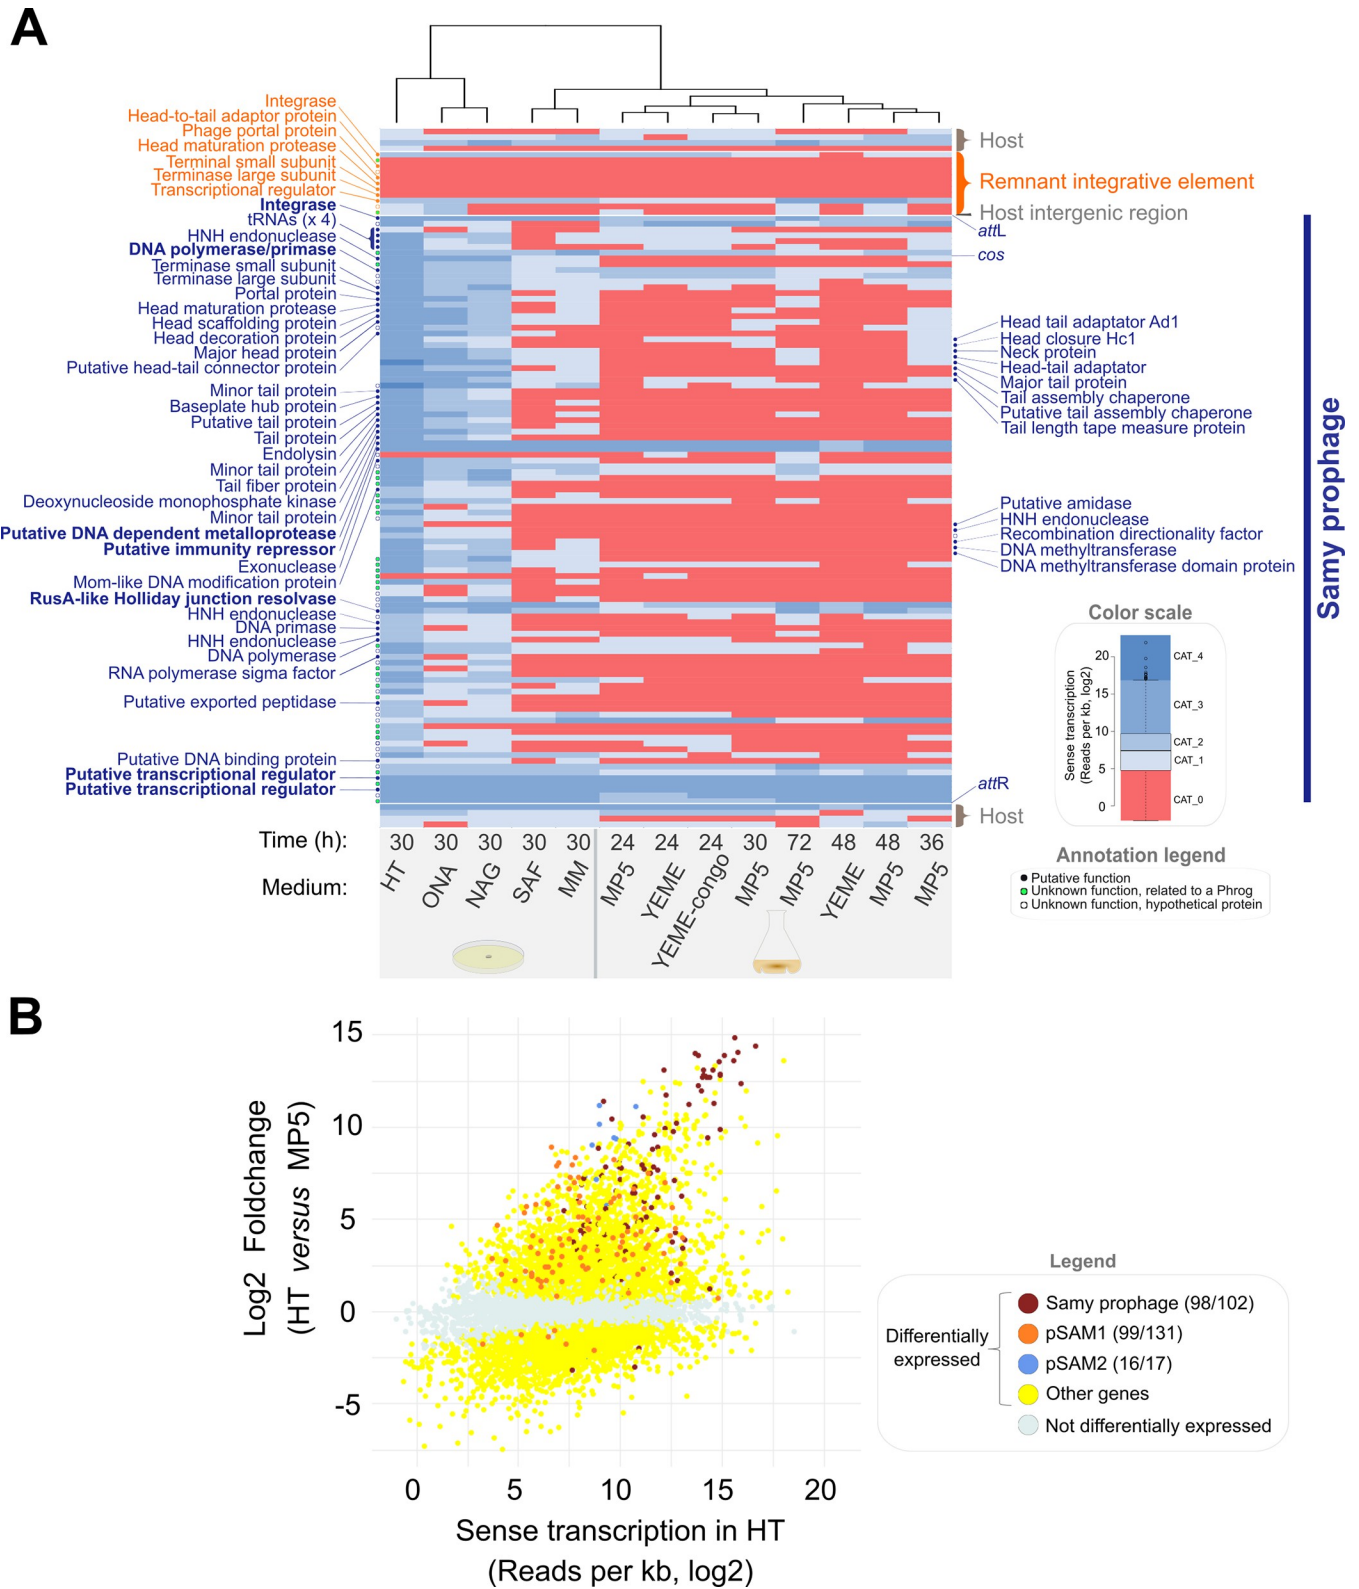 A
Integrase
Head-to-tail adaptor protein
Phage portal protein
Head maturation protease
Terminal small subunit
Terminase large subunit
Transcriptional regulator
Integrase
tRNAs (x 4)
HNH endonuclease
DNA polymerase/primase
Terminase small subunit
Terminase large subunit
Portal protein
Head maturation protease
Head scaffolding protein
Head decoration protein
Major head protein
Putative head-tail connector protein
Minor tail protein
Baseplate hub protein
Putative tail protein
Tail protein
Endolysin
Minor tail protein
Tail fiber protein
Deoxynucleoside monophosphate kinase
Minor tail protein
Putative DNA dependent metalloprotease
Putative immunity repressor
Exonuclease
Mom-like DNA modification protein
RusA-like Holliday junction resolvase
HNH endonuclease
DNA primase
HNH endonuclease
DNA polymerase
RNA polymerase sigma factor
Putative exported peptidase
Putative DNA binding protein
Putative transcriptional regulator
Putative transcriptional regulator
Host
Remnant integrative element
Host intergenic region
attL
cos
Head tail adaptator Ad1
Head closure Hc1
Neck protein
Head-tail adaptator
Major tail protein
Tail assembly chaperone
Putative tail assembly chaperone
Tail length tape measure protein
Putative amidase
HNH endonuclease
Recombination directionality factor
DNA methyltransferase
DNA methyltransferase domain protein
attR
Host
Samy prophage
Color scale
Sense transcription
(Reads per kb, log2)
20
15
10
5
0
CAT_4
CAT_3
CAT_2
CAT_1
CAT_0
Annotation legend
Putative function
Unknown function, related to a Phrog
Unknown function, hypothetical protein
Time (h): 30 30 30 30 30 24 24 24 30 72 48 48 36
Medium: HT ONA NAG SAF MM MP5 YEME YEME-congo MP5 MP5 YEME MP5 MP5
B
Log2 Foldchange
(HT versus MP5)
15
10
5
0
-5
0 5 10 15 20
Sense transcription in HT
(Reads per kb, log2)
Legend
Differentially
expressed
Samy prophage (98/102)
pSAM1 (99/131)
pSAM2 (16/17)
Other genes
Not differentially expressed